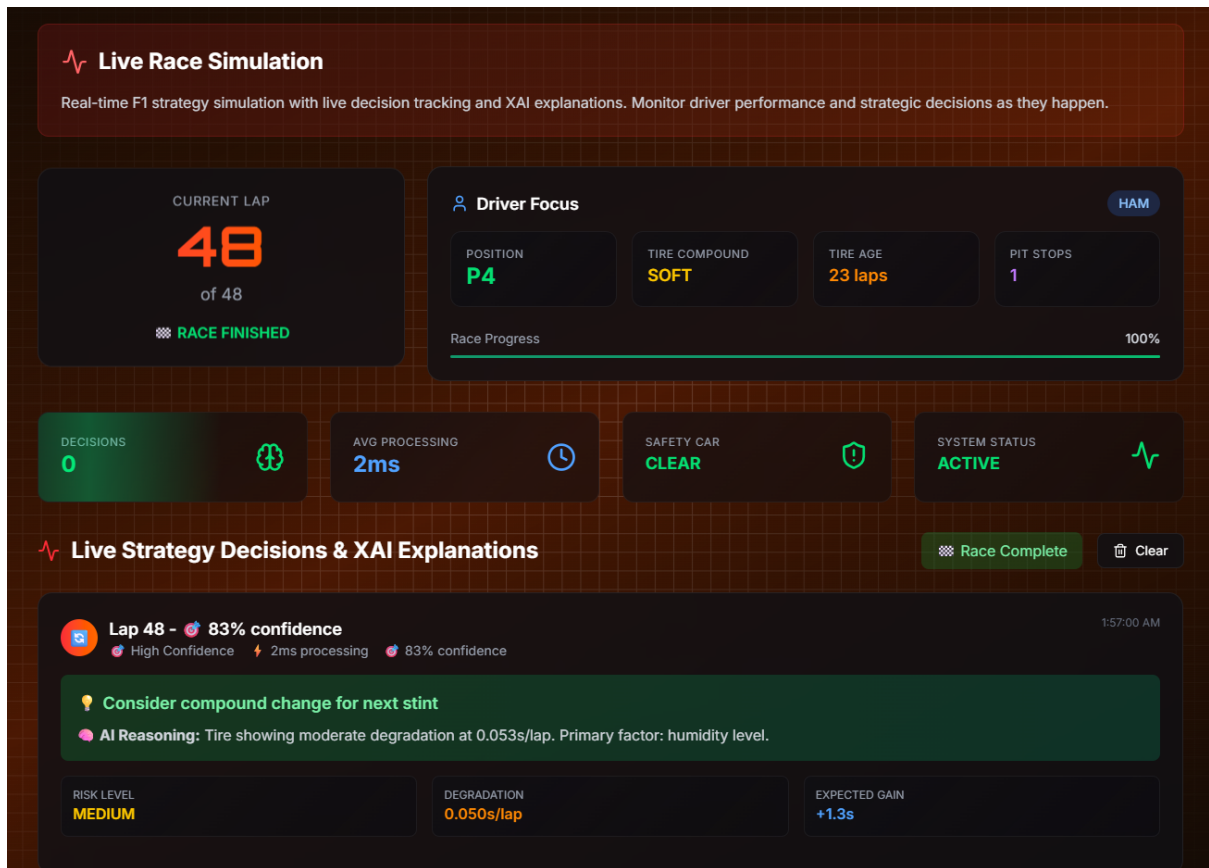 Live Race Simulation
Real-time F1 strategy simulation with live decision tracking and XAI explanations. Monitor driver performance and strategic decisions as they happen.
CURRENT LAP
48
of 48
🏁 RACE FINISHED
Driver Focus
HAM
POSITION
P4
TIRE COMPOUND
SOFT
TIRE AGE
23 laps
PIT STOPS
1
Race Progress
100%
DECISIONS
0
AVG PROCESSING
2ms
SAFETY CAR
CLEAR
SYSTEM STATUS
ACTIVE
Live Strategy Decisions & XAI Explanations
🏁 Race Complete
Clear
Lap 48 - 🎯 83% confidence
1:57:00 AM
🎯 High Confidence ⚡ 2ms processing 🎯 83% confidence
💡 Consider compound change for next stint
🧠 AI Reasoning: Tire showing moderate degradation at 0.053s/lap. Primary factor: humidity level.
RISK LEVEL
MEDIUM
DEGRADATION
0.050s/lap
EXPECTED GAIN
+1.3s